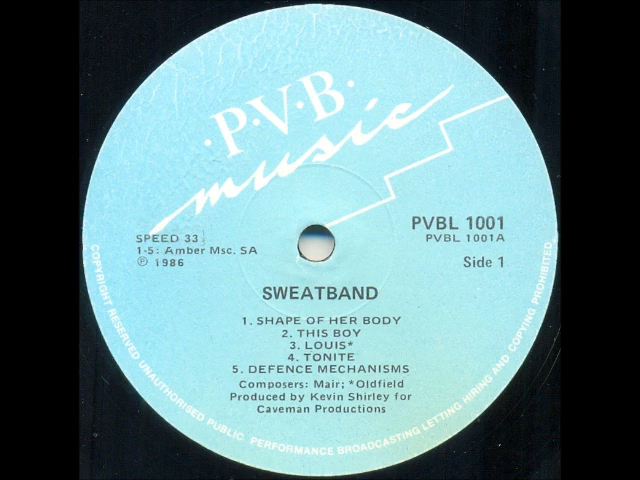 ·P·V·B·
music
PVBL 1001
PVBL 1001A
SPEED 33
1-5: Amber Msc. SA
℗ 1986
Side 1
SWEATBAND
1. SHAPE OF HER BODY
2. THIS BOY
3. LOUIS*
4. TONITE
5. DEFENCE MECHANISMS
Composers: Mair; *Oldfield
Produced by Kevin Shirley for
Caveman Productions
COPYRIGHT RESERVED UNAUTHORISED PUBLIC PERFORMANCE BROADCASTING LETTING HIRING AND COPYING PROHIBITED